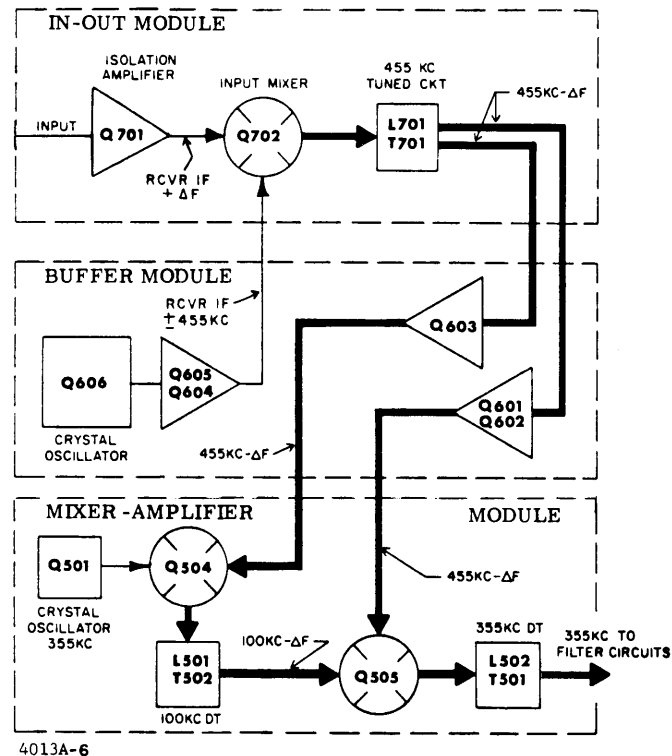 IN-OUT MODULE
ISOLATION
AMPLIFIER
INPUT MIXER
455 KC
TUNED CKT
455KC-ΔF
INPUT
Q701
Q702
L701
T701
RCVR IF
+ ΔF
BUFFER MODULE
RCVR IF
± 455KC
Q603
Q606
Q605
Q604
Q601
Q602
CRYSTAL
OSCILLATOR
455KC-ΔF
MIXER-AMPLIFIER
MODULE
Q501
Q504
455KC-ΔF
CRYSTAL
OSCILLATOR
355KC
100KC-ΔF
355KC DT
355KC TO
FILTER CIRCUITS
L501
T502
Q505
L502
T501
100KC DT
4013A-6